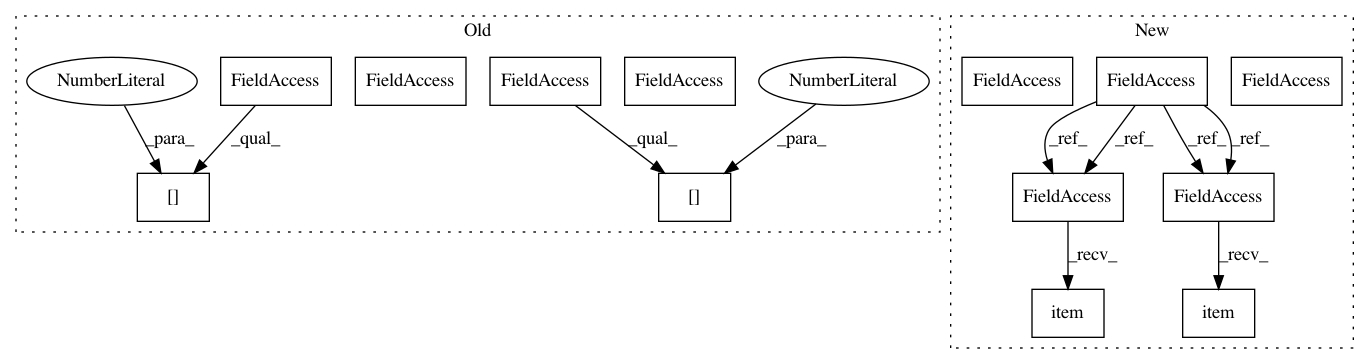 Old
New
NumberLiteral
FieldAccess
FieldAccess
FieldAccess
FieldAccess
NumberLiteral
FieldAccess
FieldAccess
FieldAccess
_para_
_qual_
_qual_
_para_
_ref_
_ref_
_ref_
_ref_
[]
[]
FieldAccess
FieldAccess
_recv_
_recv_
item
item